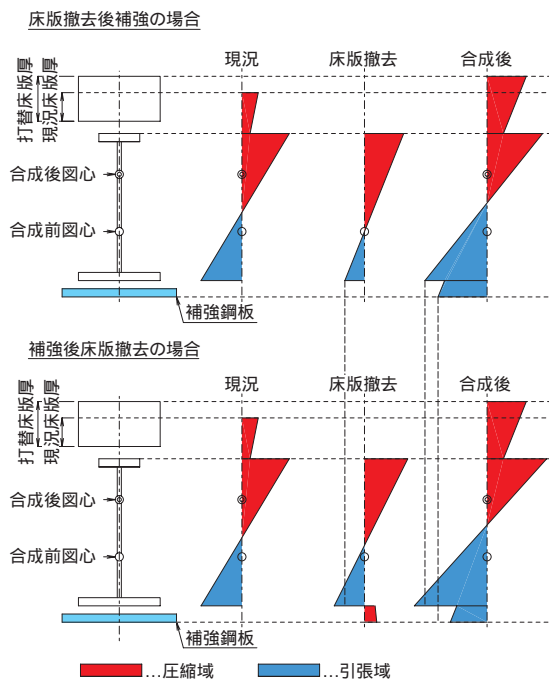 床版撤去後補強の場合
現況
床版撤去
合成後
打替床版厚
現況床版厚
合成後図心
合成前図心
補強鋼板
補強後床版撤去の場合
現況
床版撤去
合成後
打替床版厚
現況床版厚
合成後図心
合成前図心
補強鋼板
…圧縮域
…引張域